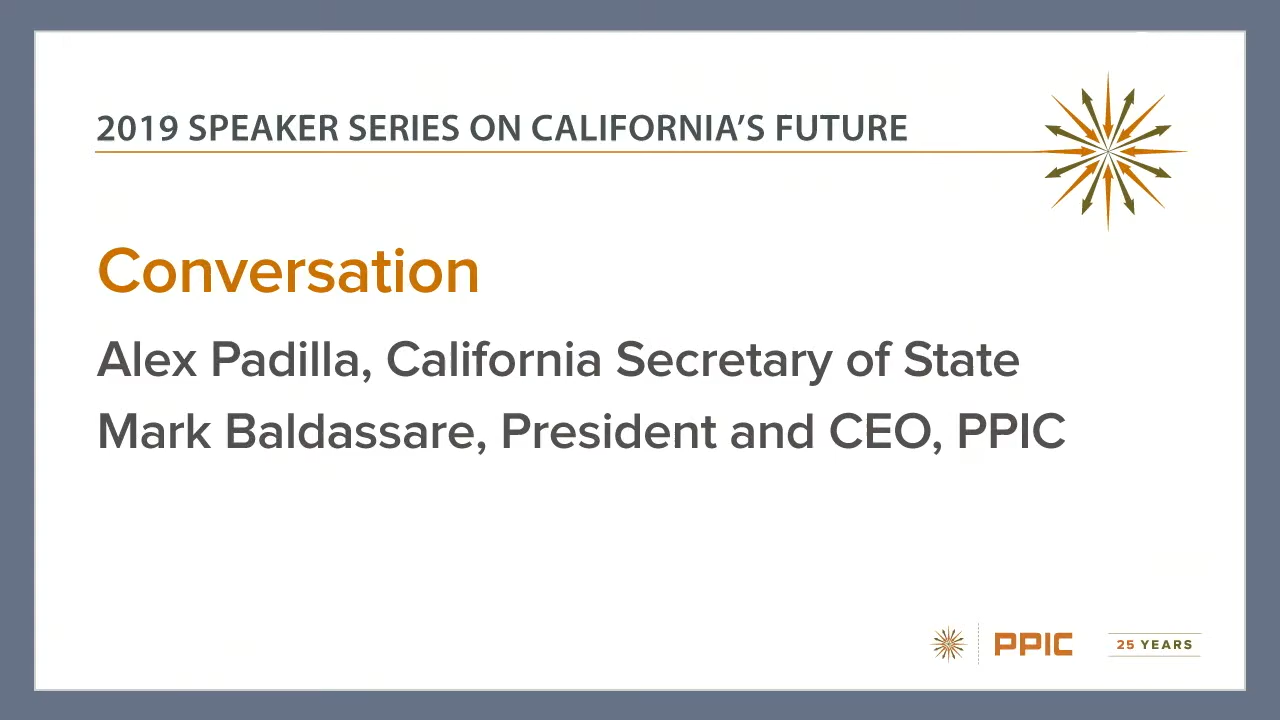 2019 SPEAKER SERIES ON CALIFORNIA’S FUTURE
Conversation
Alex Padilla, California Secretary of State
Mark Baldassare, President and CEO, PPIC
PPIC 25 YEARS